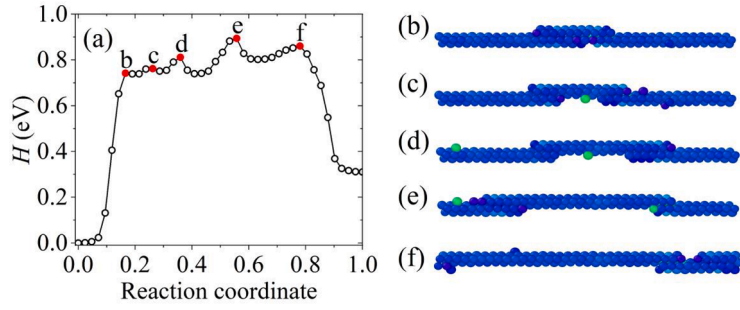 (a)
b c d e f
1.0
0.8
0.6
0.4
0.2
0.0
H (eV)
0.0 0.2 0.4 0.6 0.8 1.0
Reaction coordinate
(b)
(c)
(d)
(e)
(f)